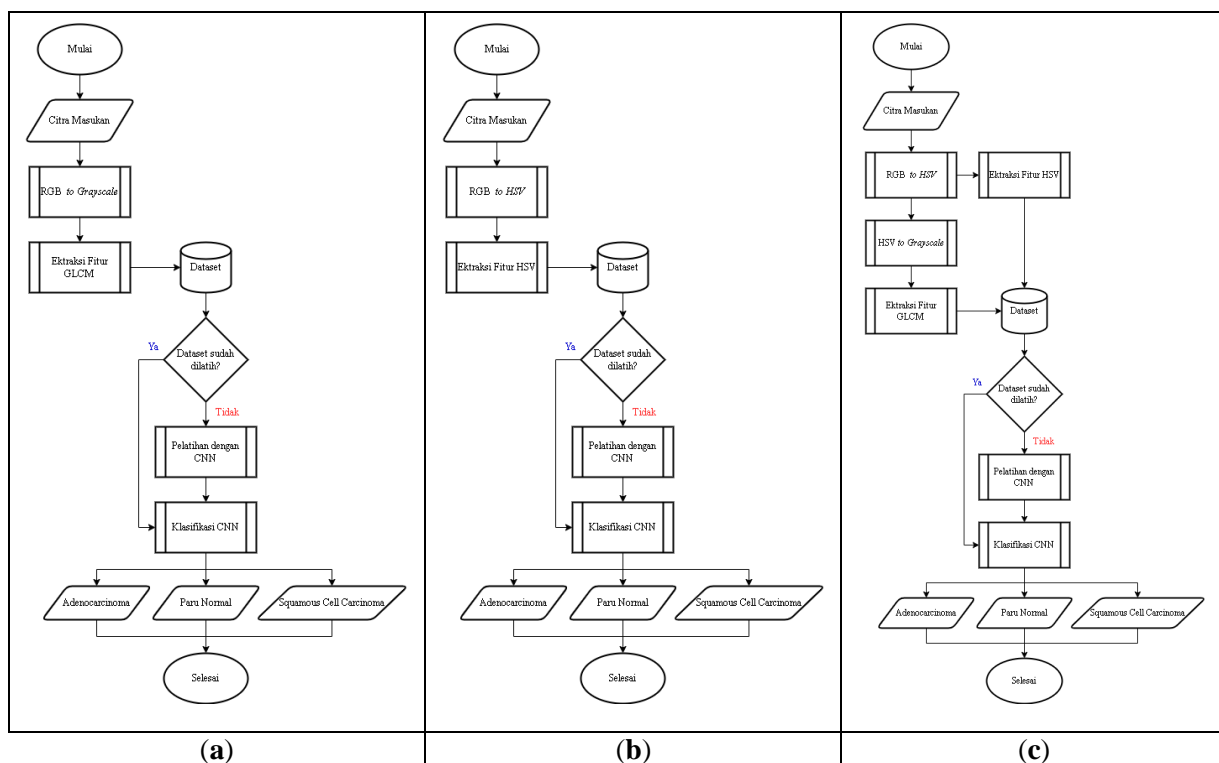 Mulai
Citra Masukan
RGB to Grayscale
Ektraksi Fitur
GLCM
Dataset
Ya
Dataset sudah
dilatih?
Tidak
Pelatihan dengan
CNN
Klasifikasi CNN
Adenocarcinoma
Paru Normal
Squamous Cell Carcinoma
Selesai
(a)
Mulai
Citra Masukan
RGB to HSV
Ektraksi Fitur HSV
Dataset
Ya
Dataset sudah
dilatih?
Tidak
Pelatihan dengan
CNN
Klasifikasi CNN
Adenocarcinoma
Paru Normal
Squamous Cell Carcinoma
Selesai
(b)
Mulai
Citra Masukan
RGB to HSV
Ektraksi Fitur HSV
HSV to Grayscale
Ektraksi Fitur
GLCM
Dataset
Ya
Dataset sudah
dilatih?
Tidak
Pelatihan dengan
CNN
Klasifikasi CNN
Adenocarcinoma
Paru Normal
Squamous Cell Carcinoma
Selesai
(c)